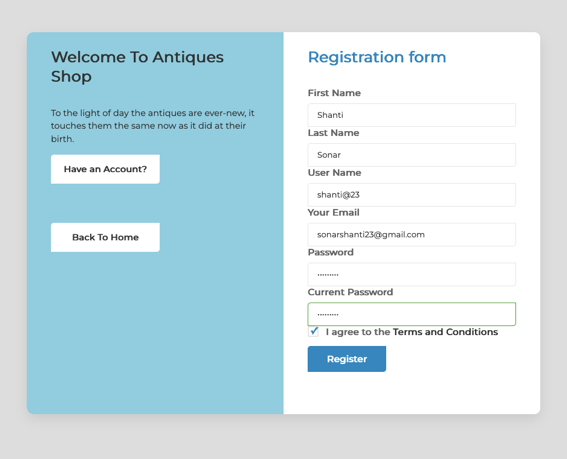 Welcome To Antiques
Shop
To the light of day the antiques are ever-new, it
touches them the same now as it did at their
birth.
Have an Account?
Back To Home
Registration form
First Name
Shanti
Last Name
Sonar
User Name
shanti@23
Your Email
sonarshanti23@gmail.com
Password
•••••••••
Current Password
•••••••••
I agree to the Terms and Conditions
Register